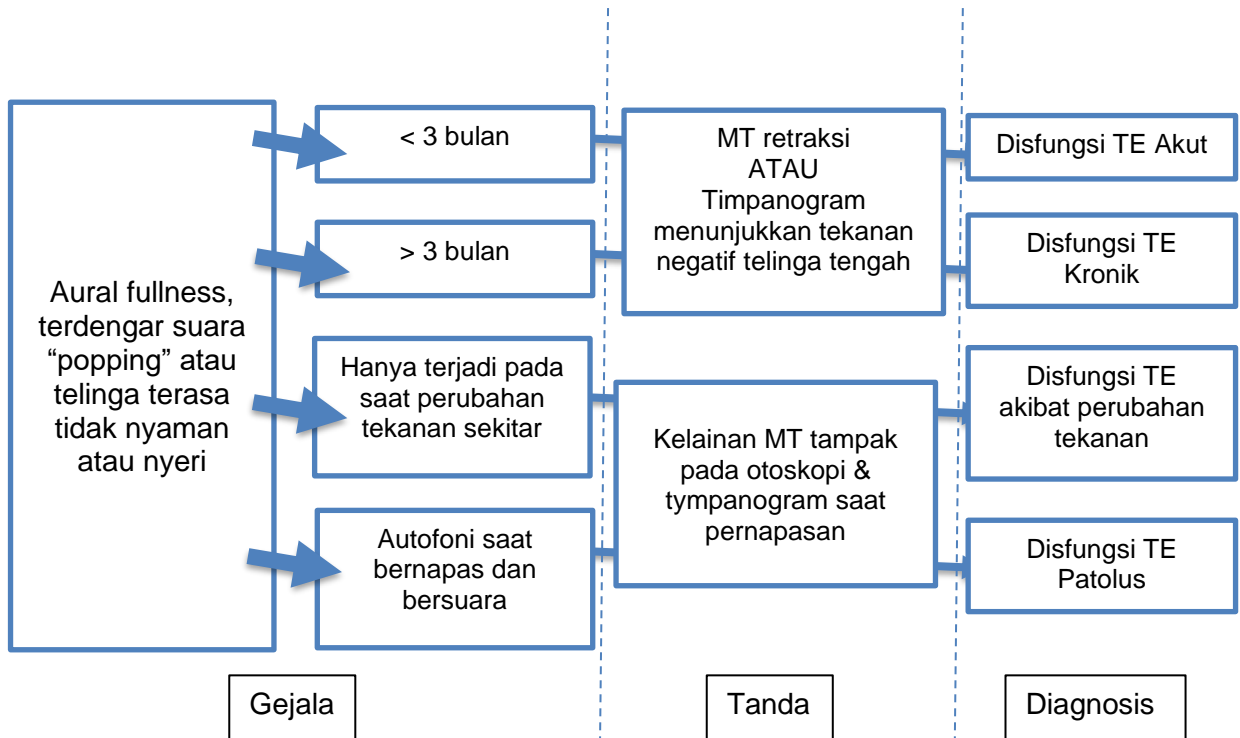 Aural fullness,
terdengar suara
“popping” atau
telinga terasa
tidak nyaman
atau nyeri
< 3 bulan
> 3 bulan
Hanya terjadi pada
saat perubahan
tekanan sekitar
Autofoni saat
bernapas dan
bersuara
MT retraksi
ATAU
Timpanogram
menunjukkan tekanan
negatif telinga tengah
Kelainan MT tampak
pada otoskopi &
tympanogram saat
pernapasan
Disfungsi TE Akut
Disfungsi TE
Kronik
Disfungsi TE
akibat perubahan
tekanan
Disfungsi TE
Patolus
Gejala
Tanda
Diagnosis